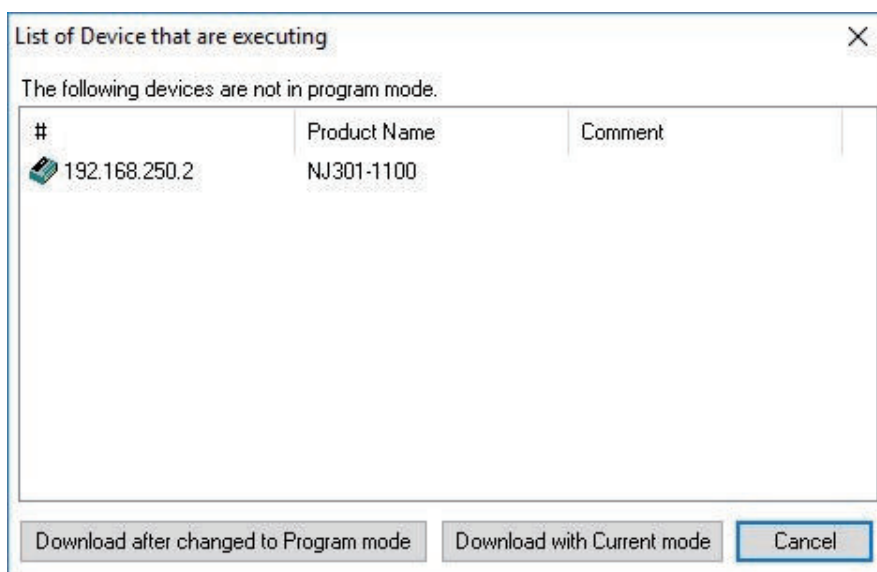 List of Device that are executing
The following devices are not in program mode.
# Product Name Comment
192.168.250.2 NJ301-1100
Download after changed to Program mode Download with Current mode Cancel